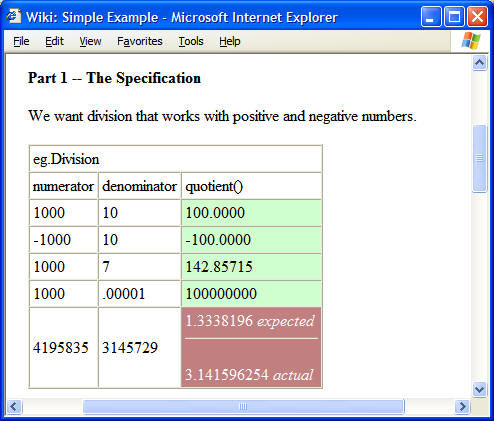 Wiki: Simple Example - Microsoft Internet Explorer
File Edit View Favorites Tools Help
Part 1 -- The Specification
We want division that works with positive and negative numbers.
eg.Division
numerator denominator quotient()
1000 10 100.0000
-1000 10 -100.0000
1000 7 142.85715
1000 .00001 100000000
4195835 3145729 1.3338196 expected
3.141596254 actual